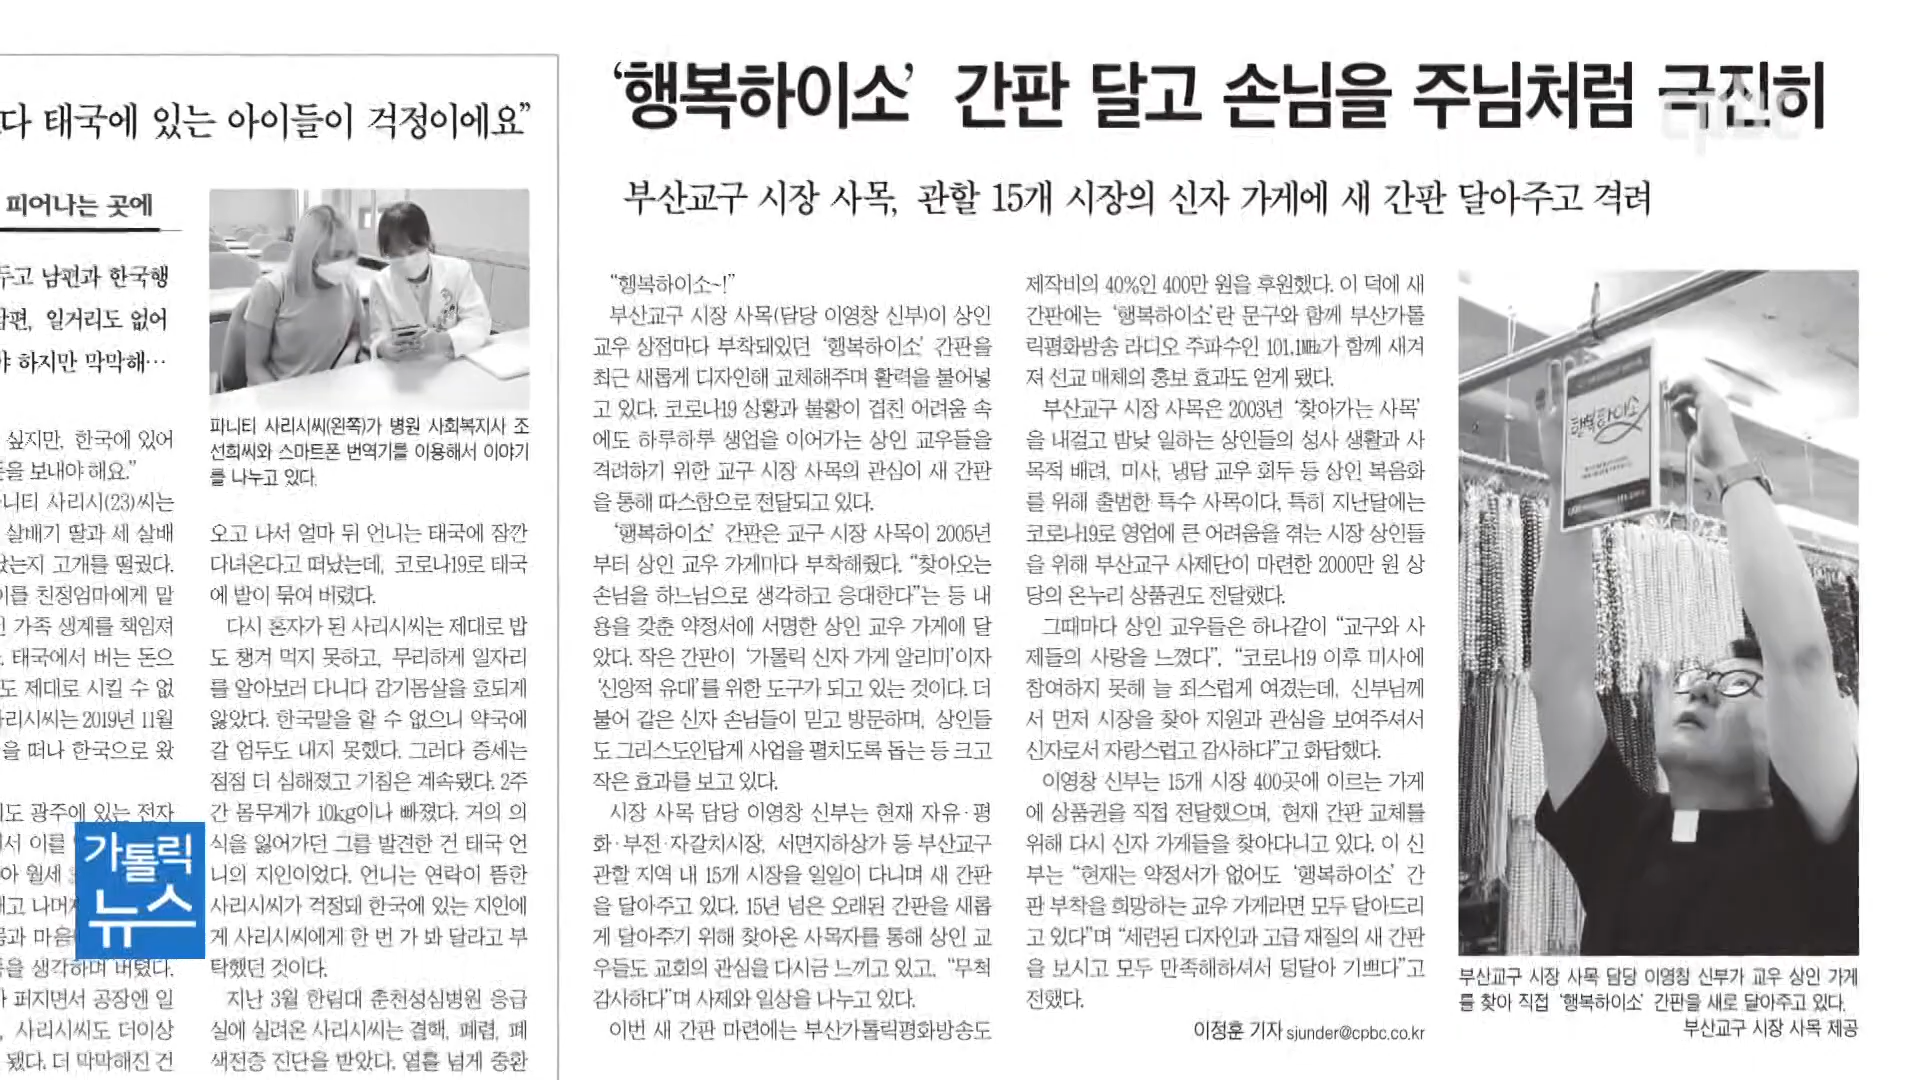 다 태국에 있는 아이들이 걱정이에요”
피어나는 곳에
두고 남편과 한국행
남편, 일거리도 없어
야 하지만 막막해…
싶지만, 한국에 있어
돈을 보내야 해요.”
니티 사리시(23)씨는
살배기 딸과 세 살배
났는지 고개를 떨궜다.
이를 친정엄마에게 맡
가족 생계를 책임져
태국에서 버는 돈으
도 제대로 시킬 수 없
사리시씨는 2019년 11월
을 떠나 한국으로 왔
도 광주에 있는 전자
서 이를
아 월세
내고 나머지
몸과 마음
을 생각하며 버텼다.
가 퍼지면서 공장엔 일
사리시씨도 더이상
됐다. 더 막막해진 건
파니티 사리시씨(왼쪽)가 병원 사회복지사 조
선희씨와 스마트폰 번역기를 이용해서 이야기
를 나누고 있다.
오고 나서 얼마 뒤 언니는 태국에 잠깐
다녀온다고 떠났는데, 코로나19로 태국
에 발이 묶여 버렸다.
다시 혼자가 된 사리시씨는 제대로 밥
도 챙겨 먹지 못하고, 무리하게 일자리
를 알아보러 다니다 감기몸살을 호되게
앓았다. 한국말을 할 수 없으니 약국에
갈 엄두도 내지 못했다. 그러다 증세는
점점 더 심해졌고 기침은 계속됐다. 2주
간 몸무게가 10kg이나 빠졌다. 거의 의
식을 잃어가던 그를 발견한 건 태국 언
니의 지인이었다. 언니는 연락이 뜸한
사리시씨가 걱정돼 한국에 있는 지인에
게 사리시씨에게 한 번 가 봐 달라고 부
탁했던 것이다.
지난 3월 한림대 춘천성심병원 응급
실에 실려온 사리시씨는 결핵, 폐렴, 폐
색전증 진단을 받았다. 열흘 넘게 중환
‘행복하이소’ 간판 달고 손님을 주님처럼 극진히
부산교구 시장 사목, 관할 15개 시장의 신자 가게에 새 간판 달아주고 격려
“행복하이소~!”
부산교구 시장 사목(담당 이영창 신부)이 상인
교우 상점마다 부착돼있던 ‘행복하이소’ 간판을
최근 새롭게 디자인해 교체해주며 활력을 불어넣
고 있다. 코로나19 상황과 불황이 겹친 어려움 속
에도 하루하루 생업을 이어가는 상인 교우들을
격려하기 위한 교구 시장 사목의 관심이 새 간판
을 통해 따스함으로 전달되고 있다.
‘행복하이소’ 간판은 교구 시장 사목이 2005년
부터 상인 교우 가게마다 부착해줬다. “찾아오는
손님을 하느님으로 생각하고 응대한다”는 등 내
용을 갖춘 약정서에 서명한 상인 교우 가게에 달
았다. 작은 간판이 ‘가톨릭 신자 가게 알리미’이자
‘신앙적 유대’를 위한 도구가 되고 있는 것이다. 더
불어 같은 신자 손님들이 믿고 방문하며, 상인들
도 그리스도인답게 사업을 펼치도록 돕는 등 크고
작은 효과를 보고 있다.
시장 사목 담당 이영창 신부는 현재 자유·평
화·부전·자갈치시장, 서면지하상가 등 부산교구
관할 지역 내 15개 시장을 일일이 다니며 새 간판
을 달아주고 있다. 15년 넘은 오래된 간판을 새롭
게 달아주기 위해 찾아온 사목자를 통해 상인 교
우들도 교회의 관심을 다시금 느끼고 있고, “무척
감사하다”며 사제와 일상을 나누고 있다.
이번 새 간판 마련에는 부산가톨릭평화방송도
제작비의 40%인 400만 원을 후원했다. 이 덕에 새
간판에는 ‘행복하이소’란 문구와 함께 부산가톨
릭평화방송 라디오 주파수인 101.1㎒가 함께 새겨
져 선교 매체의 홍보 효과도 얻게 됐다.
부산교구 시장 사목은 2003년 ‘찾아가는 사목’
을 내걸고 밤낮 일하는 상인들의 성사 생활과 사
목적 배려, 미사, 냉담 교우 회두 등 상인 복음화
를 위해 출범한 특수 사목이다. 특히 지난달에는
코로나19로 영업에 큰 어려움을 겪는 시장 상인들
을 위해 부산교구 사제단이 마련한 2000만 원 상
당의 온누리 상품권도 전달했다.
그때마다 상인 교우들은 하나같이 “교구와 사
제들의 사랑을 느꼈다”, “코로나19 이후 미사에
참여하지 못해 늘 죄스럽게 여겼는데, 신부님께
서 먼저 시장을 찾아 지원과 관심을 보여주셔서
신자로서 자랑스럽고 감사하다”고 화답했다.
이영창 신부는 15개 시장 400곳에 이르는 가게
에 상품권을 직접 전달했으며, 현재 간판 교체를
위해 다시 신자 가게들을 찾아다니고 있다. 이 신
부는 “현재는 약정서가 없어도 ‘행복하이소’ 간
판 부착을 희망하는 교우 가게라면 모두 달아드리
고 있다”며 “세련된 디자인과 고급 재질의 새 간판
을 보시고 모두 만족해하셔서 덩달아 기쁘다”고
전했다.
이정훈 기자 sjunder@cpbc.co.kr
행복하이소
부산교구 시장 사목 담당 이영창 신부가 교우 상인 가게
를 찾아 직접 ‘행복하이소’ 간판을 새로 달아주고 있다.
부산교구 시장 사목 제공
가톨릭
뉴스
cpbc